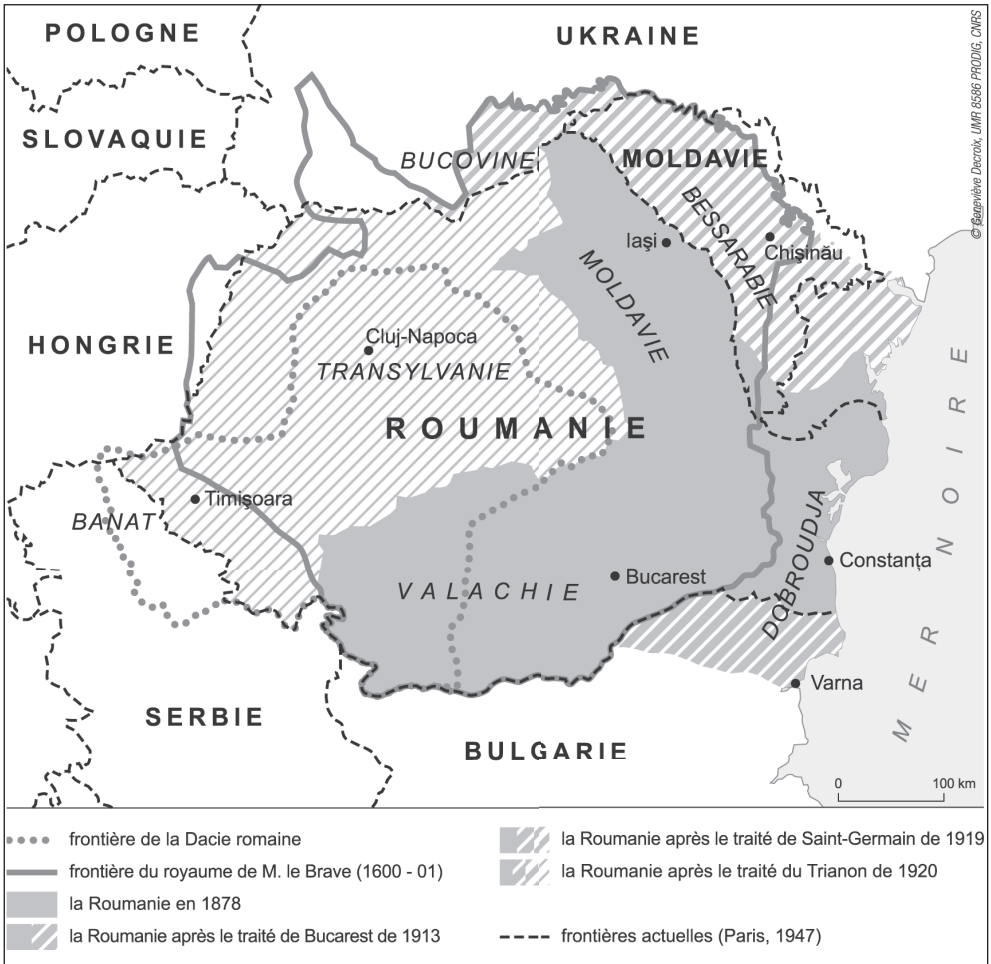 POLOGNE
UKRAINE
SLOVAQUIE
BUCOVINE
MOLDAVIE
BESSARABIE
Iaşi
Chişinău
MOLDAVIE
HONGRIE
Cluj-Napoca
TRANSYLVANIE
ROUMANIE
Timişoara
BANAT
VALACHIE
Bucarest
DOBROUDJA
Constanţa
MER NOIRE
Varna
SERBIE
BULGARIE
0 100 km
© Geneviève Decroix, UMR 8586 PRODIG, CNRS
frontière de la Dacie romaine
frontière du royaume de M. le Brave (1600 - 01)
la Roumanie en 1878
la Roumanie après le traité de Bucarest de 1913
la Roumanie après le traité de Saint-Germain de 1919
la Roumanie après le traité du Trianon de 1920
frontières actuelles (Paris, 1947)